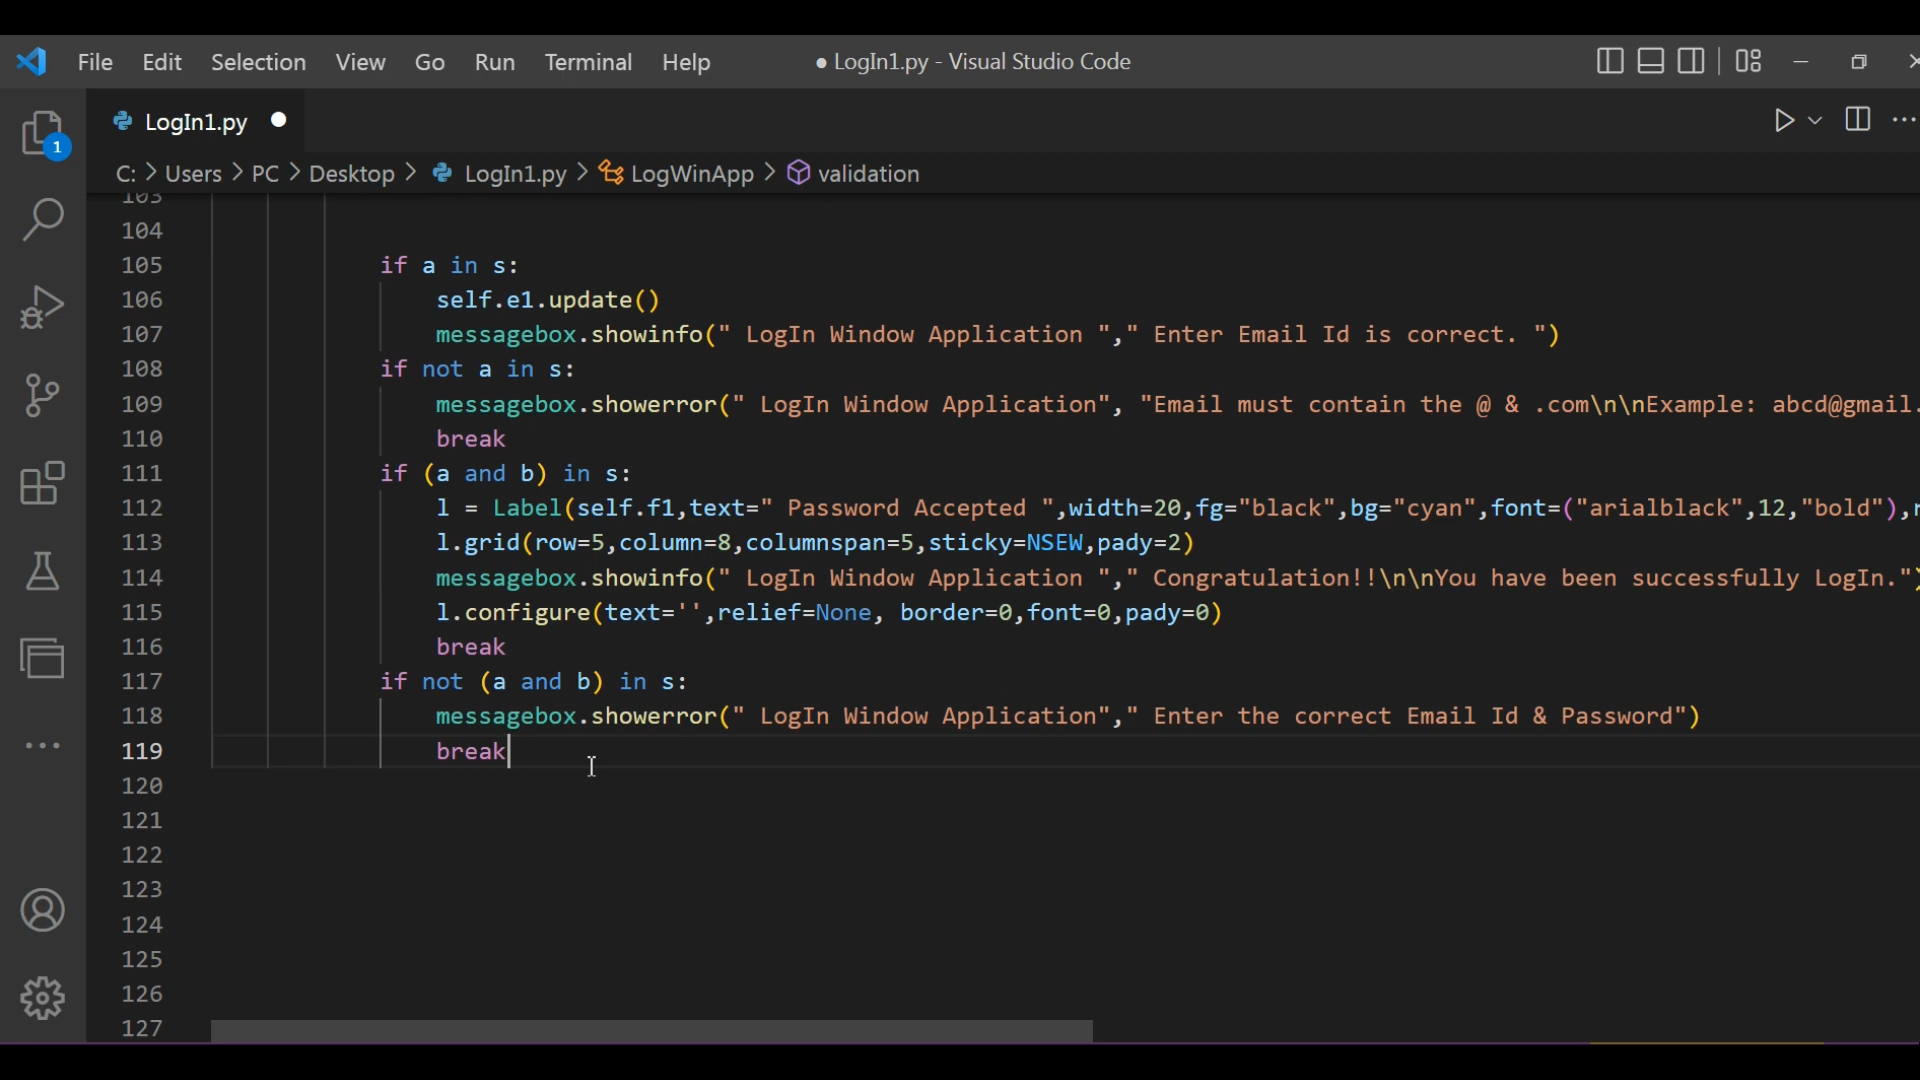 File Edit Selection View Go Run Terminal Help ● LogIn1.py - Visual Studio Code
LogIn1.py
1
C: > Users > PC > Desktop > LogIn1.py > LogWinApp > validation
103
104
105 if a in s:
106 self.e1.update()
107 messagebox.showinfo(" LogIn Window Application "," Enter Email Id is correct. ")
108 if not a in s:
109 messagebox.showerror(" LogIn Window Application", "Email must contain the @ & .com\n\nExample: abcd@gmail.
110 break
111 if (a and b) in s:
112 l = Label(self.f1,text=" Password Accepted ",width=20,fg="black",bg="cyan",font=("arialblack",12,"bold"),r
113 l.grid(row=5,column=8,columnspan=5,sticky=NSEW,pady=2)
114 messagebox.showinfo(" LogIn Window Application "," Congratulation!!\n\nYou have been successfully LogIn.")
115 l.configure(text='',relief=None, border=0,font=0,pady=0)
116 break
117 if not (a and b) in s:
118 messagebox.showerror(" LogIn Window Application"," Enter the correct Email Id & Password")
119 break
120
121
122
123
124
125
126
127